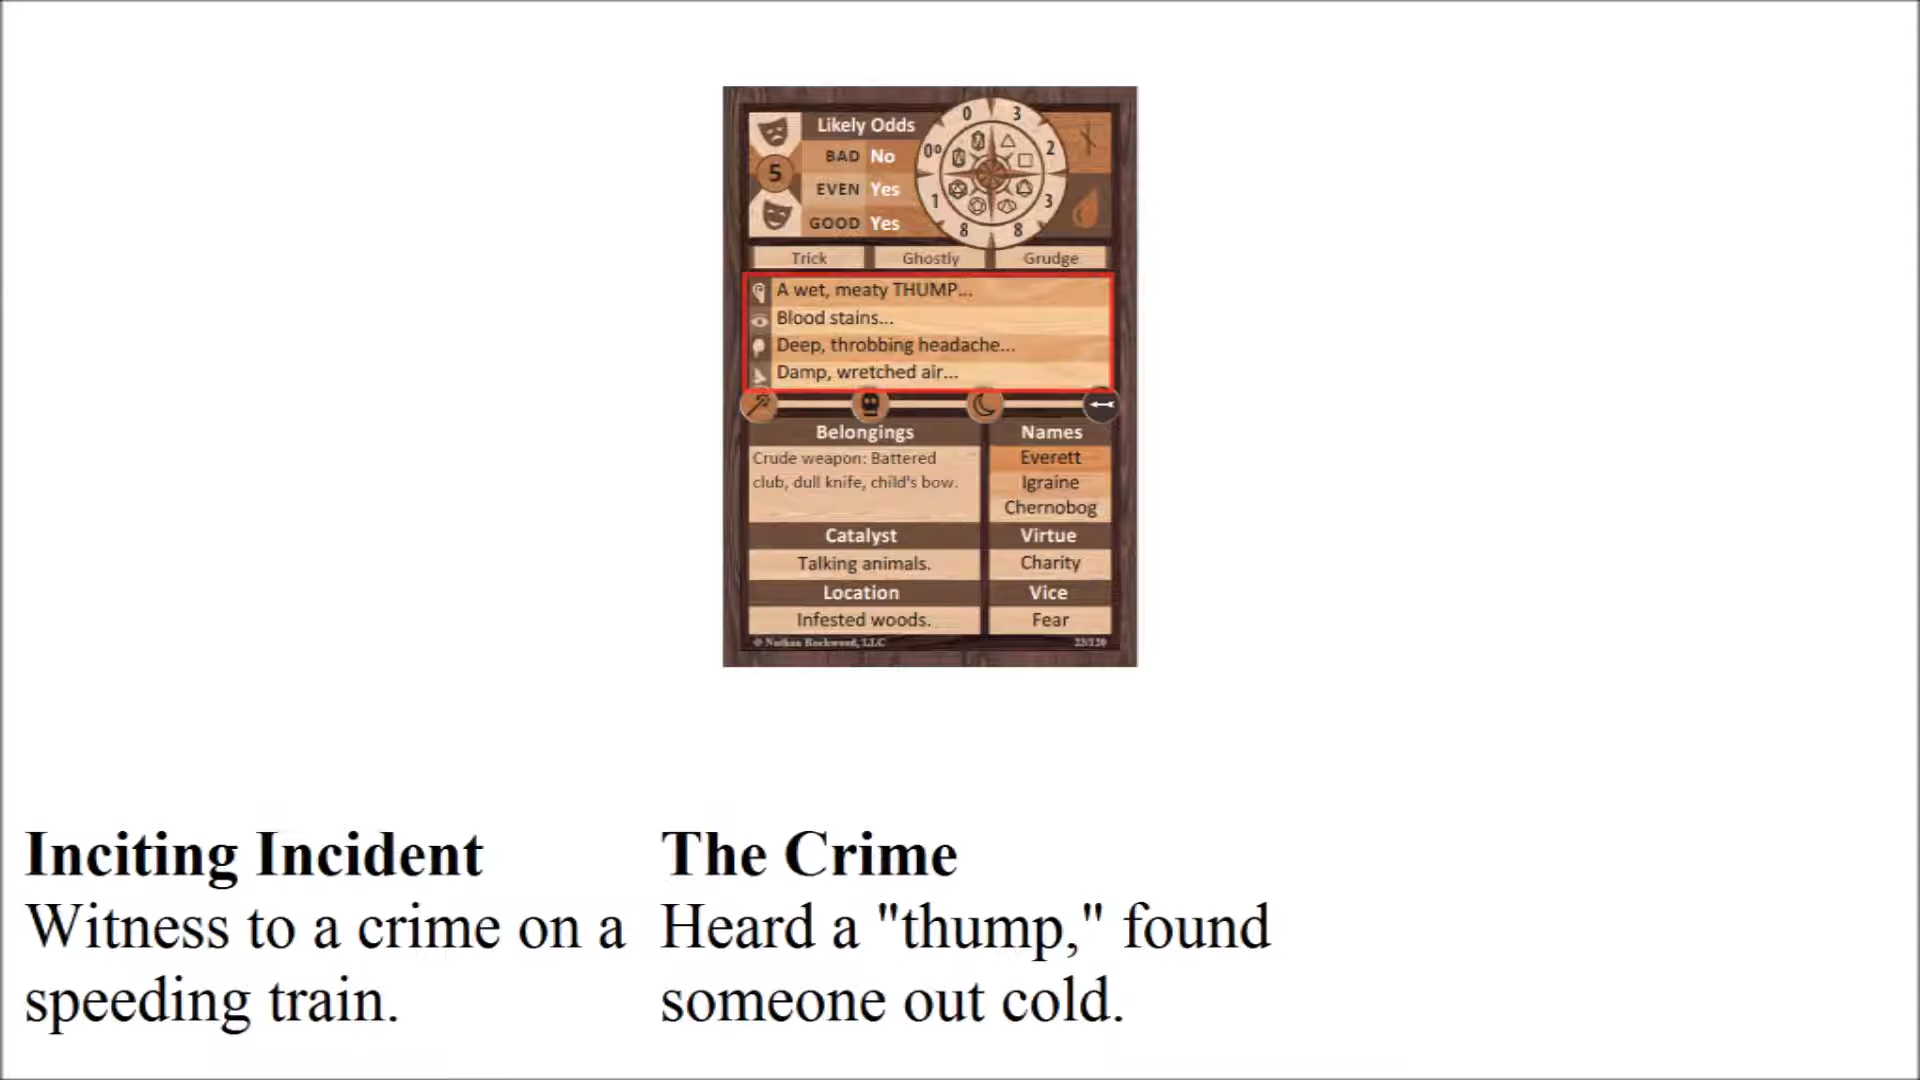 Likely Odds
5
BAD No
EVEN Yes
GOOD Yes
0 3
00 2
1 3
8 8
Trick Ghostly Grudge
A wet, meaty THUMP...
Blood stains...
Deep, throbbing headache...
Damp, wretched air...
Belongings
Crude weapon: Battered
club, dull knife, child's bow.
Names
Everett
Igraine
Chernobog
Catalyst
Talking animals.
Virtue
Charity
Location
Infested woods.
Vice
Fear
© Nathan Rockwood, LLC
Inciting Incident
Witness to a crime on a
speeding train.
The Crime
Heard a "thump," found
someone out cold.